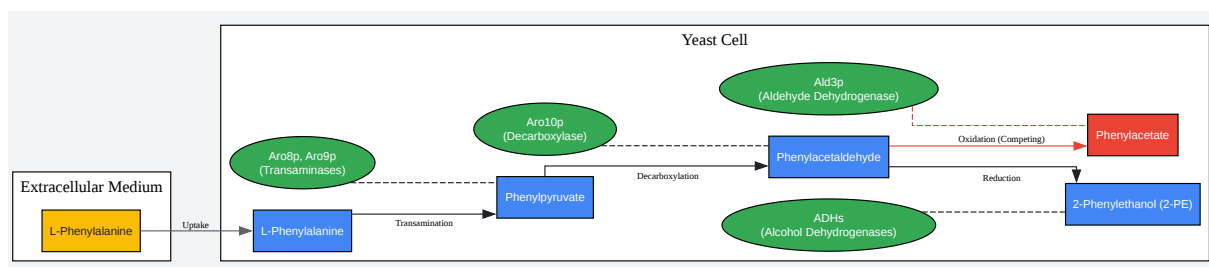 Yeast Cell
Ald3p
(Aldehyde Dehydrogenase)
Aro10p
(Decarboxylase)
Phenylacetate
Oxidation (Competing)
Aro8p, Aro9p
(Transaminases)
Phenylacetaldehyde
Decarboxylation
Reduction
Extracellular Medium
Phenylpyruvate
2-Phenylethanol (2-PE)
L-Phenylalanine
Uptake
L-Phenylalanine
Transamination
ADHs
(Alcohol Dehydrogenases)